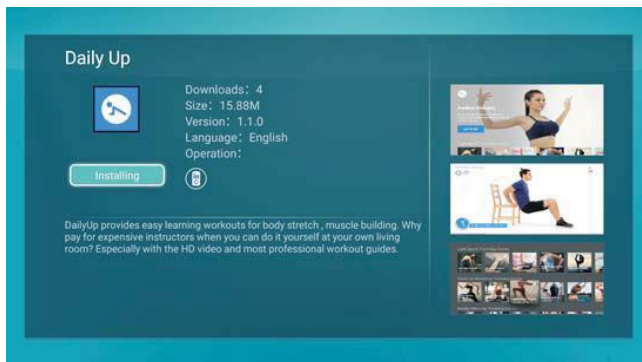 Daily Up
Downloads: 4
Size: 15.88M
Version: 1.1.0
Language: English
Operation:
Installing
DailyUp provides easy learning workouts for body stretch , muscle building. Why
pay for expensive instructors when you can do it yourself at your own living
room? Especially with the HD video and most professional workout guides.